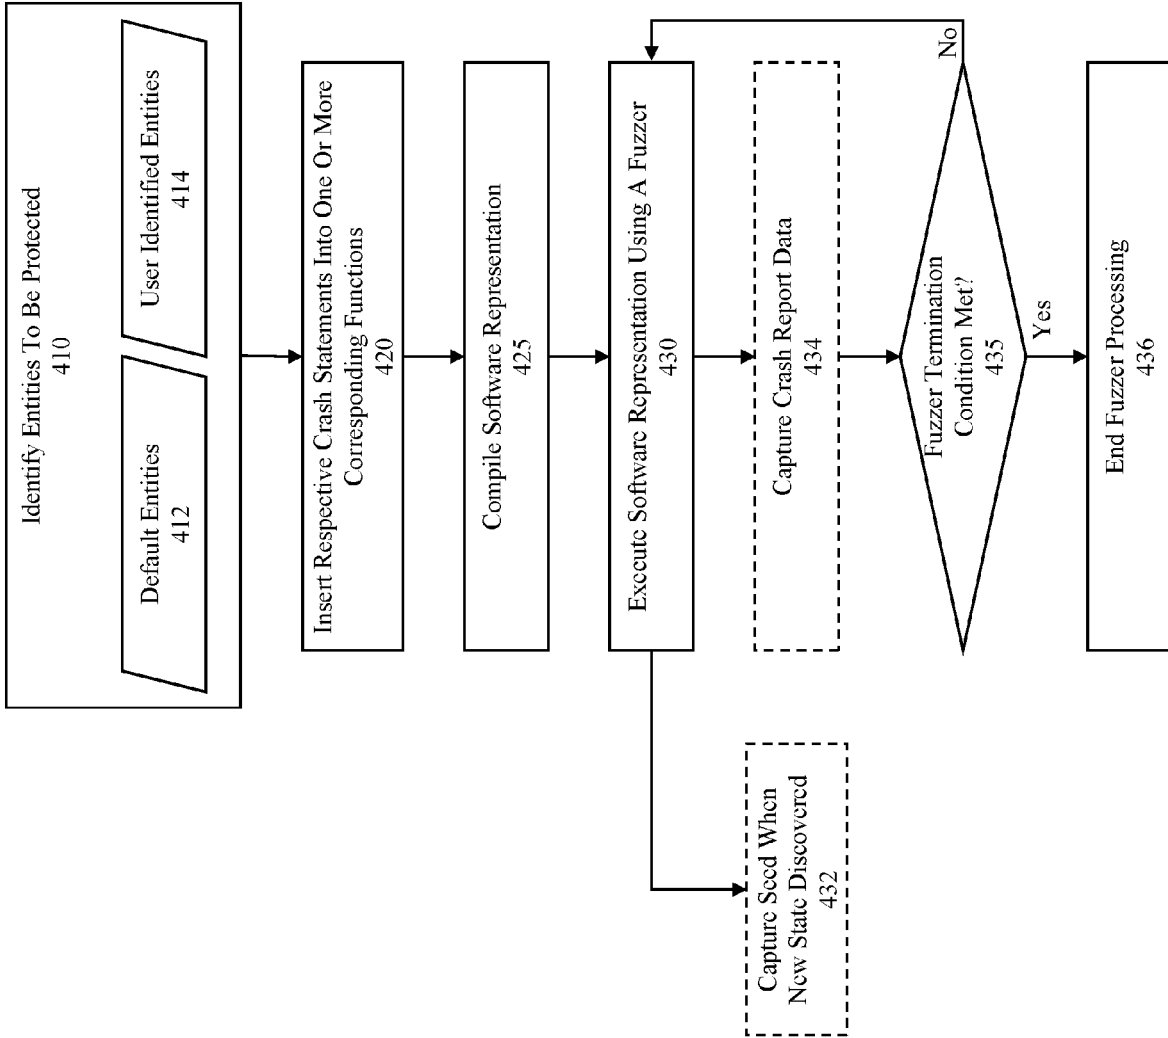 Identify Entities To Be Protected
410
Default Entities
412
User Identified Entities
414
Insert Respective Crash Statements Into One Or More
Corresponding Functions
420
Compile Software Representation
425
Execute Software Representation Using A Fuzzer
430
Capture Seed When
New State Discovered
432
Capture Crash Report Data
434
Fuzzer Termination
Condition Met?
435
No
Yes
End Fuzzer Processing
436